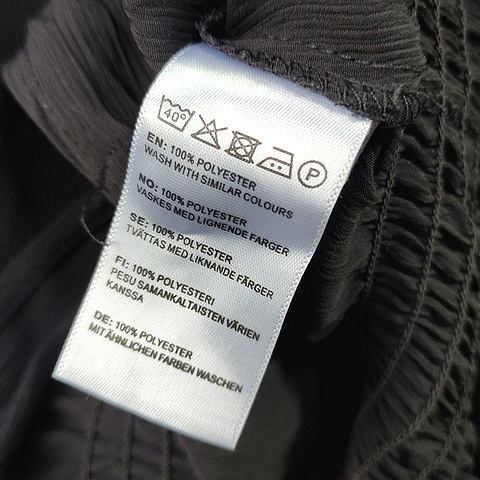 40°
P
EN: 100% POLYESTER
WASH WITH SIMILAR COLOURS
NO: 100% POLYESTER
VASKES MED LIGNENDE FARGER
SE: 100% POLYESTER
TVÄTTAS MED LIKNANDE FÄRGER
FI: 100% POLYESTERI
PESU SAMANKALTAISTEN VÄRIEN
KANSSA
DE: 100% POLYESTER
MIT ÄHNLICHEN FARBEN WASCHEN